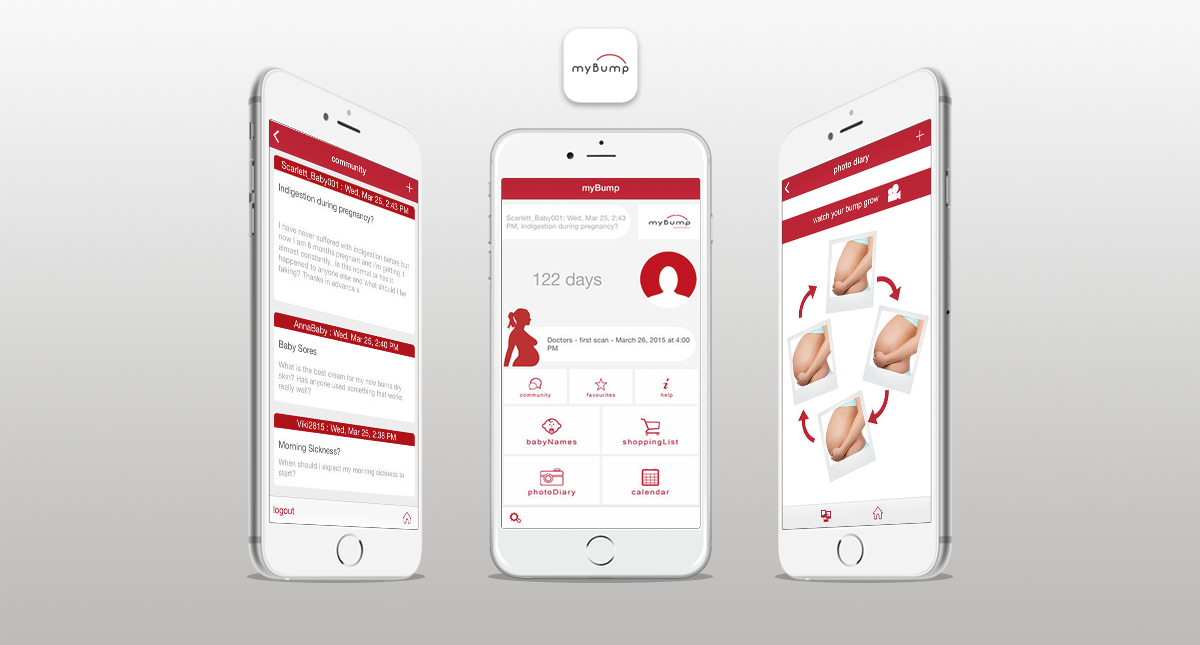 myBump
community
Scarlett_Baby001 : Wed, Mar 25, 2:43 PM
Indigestion during pregnancy?
I have never suffered with indigestion before but
now I am 6 months pregnant and i'm getting it
almost constantly. Is this normal or has it
happened to anyone else and what should I be
taking? Thanks in advance x
AnnaBaby : Wed, Mar 25, 2:40 PM
Baby Sores
What is the best cream for my new borns dry
skin? Has anyone used something that works
really well?
Viki2815 : Wed, Mar 25, 2:38 PM
Morning Sickness?
When should i expect my morning sickness to
start?
logout
myBump
Scarlett_Baby001: Wed, Mar 25, 2:43
PM, Indigestion during pregnancy?
myBump
122 days
Doctors - first scan - March 26, 2015 at 4:00
PM
community
favourites
help
babyNames
shoppingList
photoDiary
calendar
photo diary
watch your bump grow